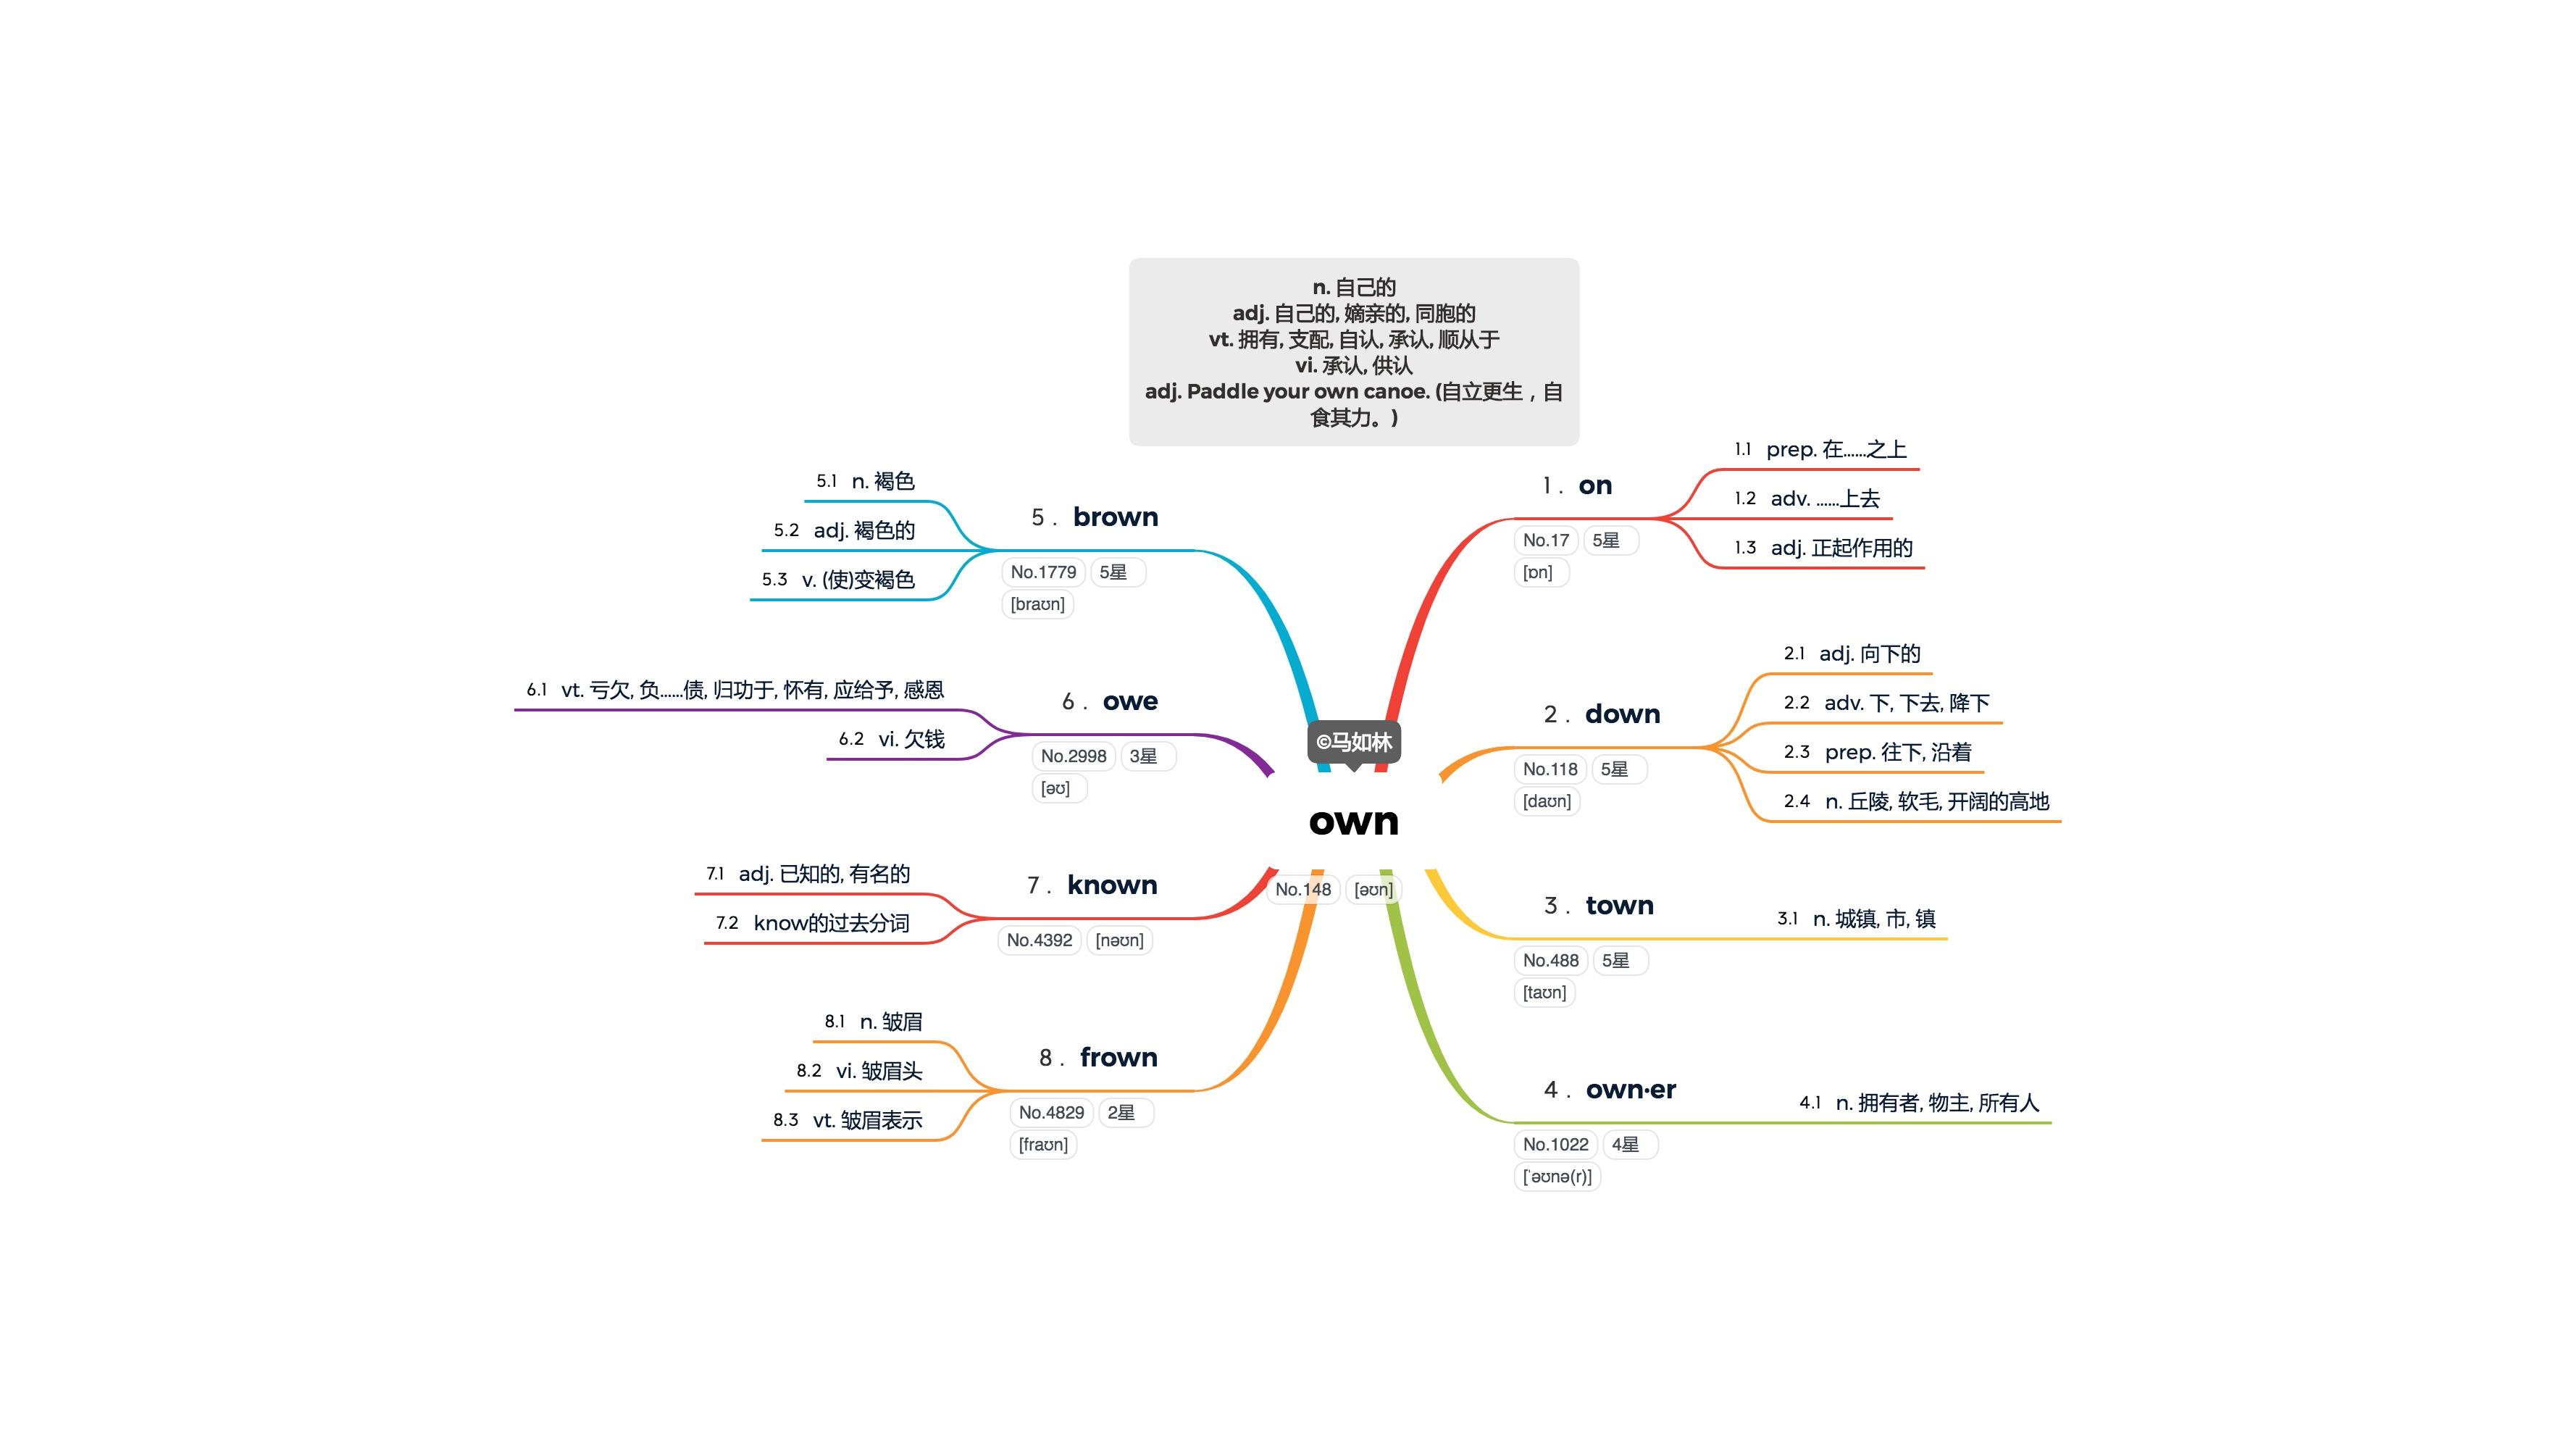 n. 自己的
adj. 自己的, 嫡亲的, 同胞的
vt. 拥有, 支配, 自认, 承认, 顺从于
vi. 承认, 供认
adj. Paddle your own canoe. (自立更生，自
食其力。)
©马如林
own
No.148 [əʊn]
1. on
No.17 5星
[ɒn]
1.1 prep. 在……之上
1.2 adv. ……上去
1.3 adj. 正起作用的
2. down
No.118 5星
[daʊn]
2.1 adj. 向下的
2.2 adv. 下, 下去, 降下
2.3 prep. 往下, 沿着
2.4 n. 丘陵, 软毛, 开阔的高地
3. town
No.488 5星
[taʊn]
3.1 n. 城镇, 市, 镇
4. own·er
No.1022 4星
[ˈəʊnə(r)]
4.1 n. 拥有者, 物主, 所有人
5. brown
No.1779 5星
[braʊn]
5.1 n. 褐色
5.2 adj. 褐色的
5.3 v. (使)变褐色
6. owe
No.2998 3星
[əʊ]
6.1 vt. 亏欠, 负……债, 归功于, 怀有, 应给予, 感恩
6.2 vi. 欠钱
7. known
No.4392 [nəʊn]
7.1 adj. 已知的, 有名的
7.2 know的过去分词
8. frown
No.4829 2星
[fraʊn]
8.1 n. 皱眉
8.2 vi. 皱眉头
8.3 vt. 皱眉表示